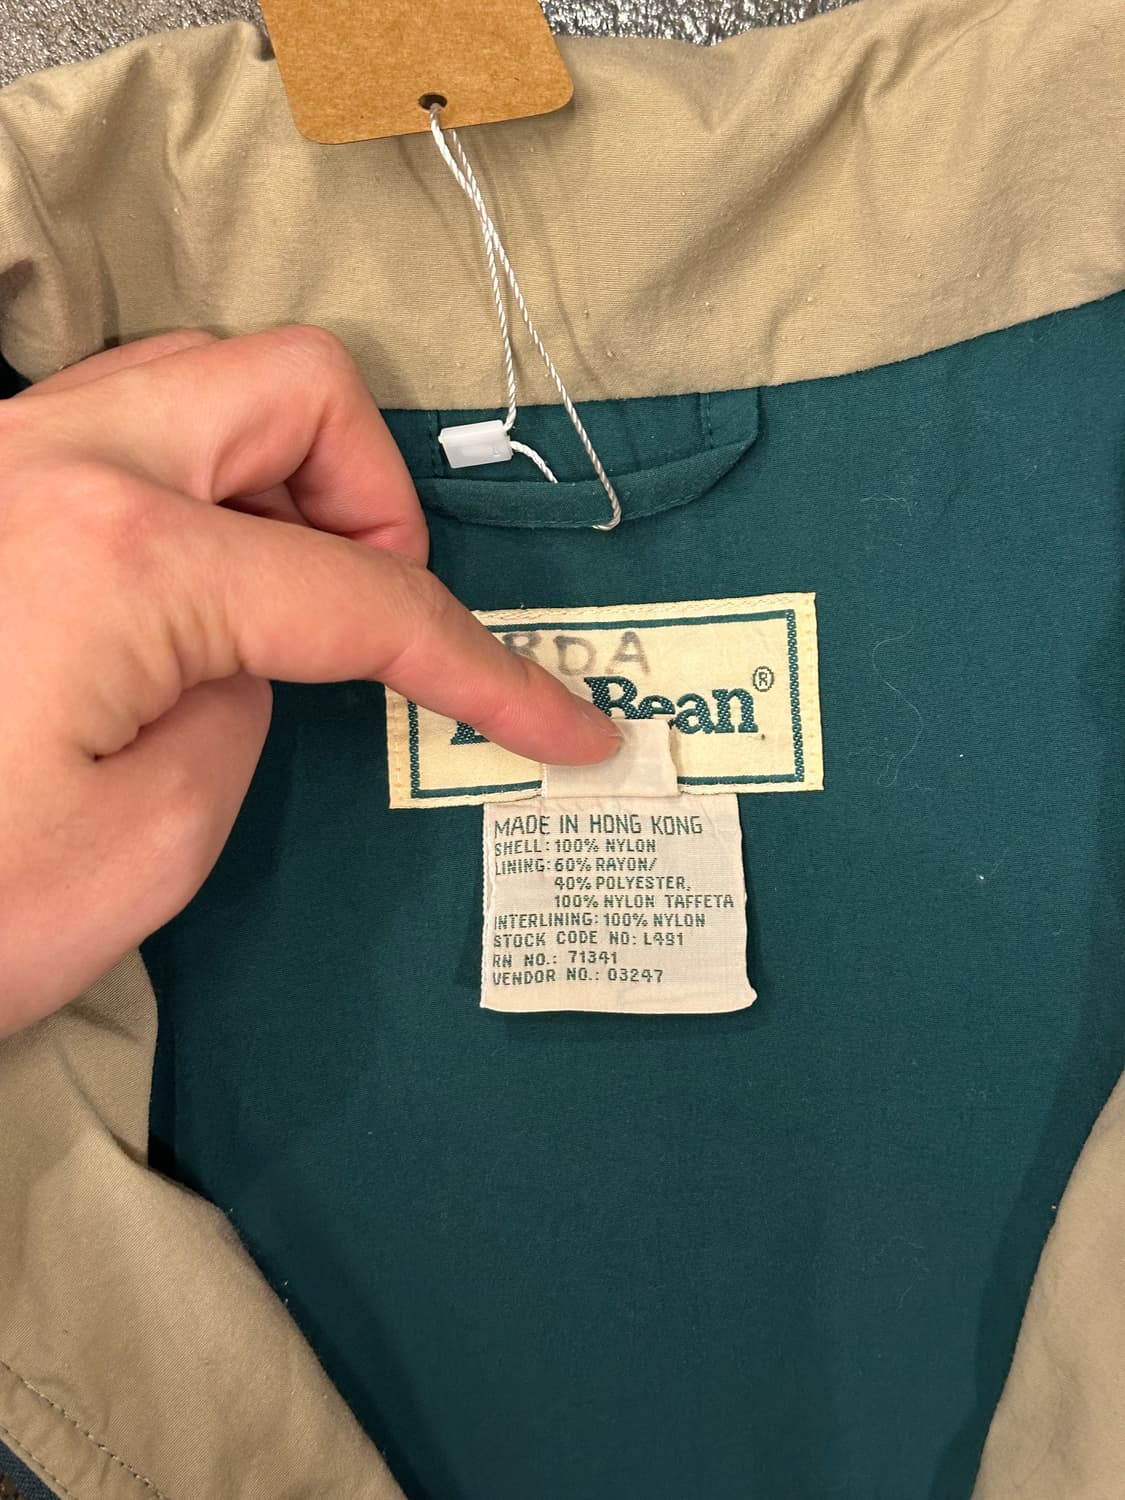 BDA
Bean®
MADE IN HONG KONG
SHELL: 100% NYLON
LINING: 60% RAYON/
40% POLYESTER,
100% NYLON TAFFETA
INTERLINING: 100% NYLON
STOCK CODE NO: L491
RN NO.: 71341
VENDOR NO.: 03247